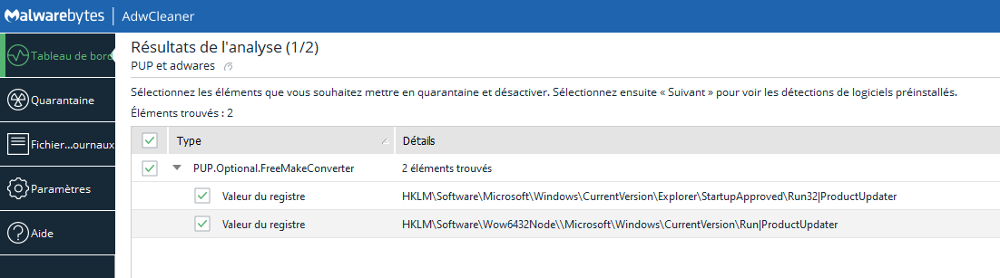 Malwarebytes | AdwCleaner
Tableau de bord
Quarantaine
Fichier...ournaux
Paramètres
Aide
Résultats de l'analyse (1/2)
PUP et adwares
Sélectionnez les éléments que vous souhaitez mettre en quarantaine et désactiver. Sélectionnez ensuite « Suivant » pour voir les détections de logiciels préinstallés.
Éléments trouvés : 2
Type Détails
PUP.Optional.FreeMakeConverter 2 éléments trouvés
Valeur du registre HKLM\Software\Microsoft\Windows\CurrentVersion\Explorer\StartupApproved\Run32|ProductUpdater
Valeur du registre HKLM\Software\Wow6432Node\\Microsoft\Windows\CurrentVersion\Run|ProductUpdater